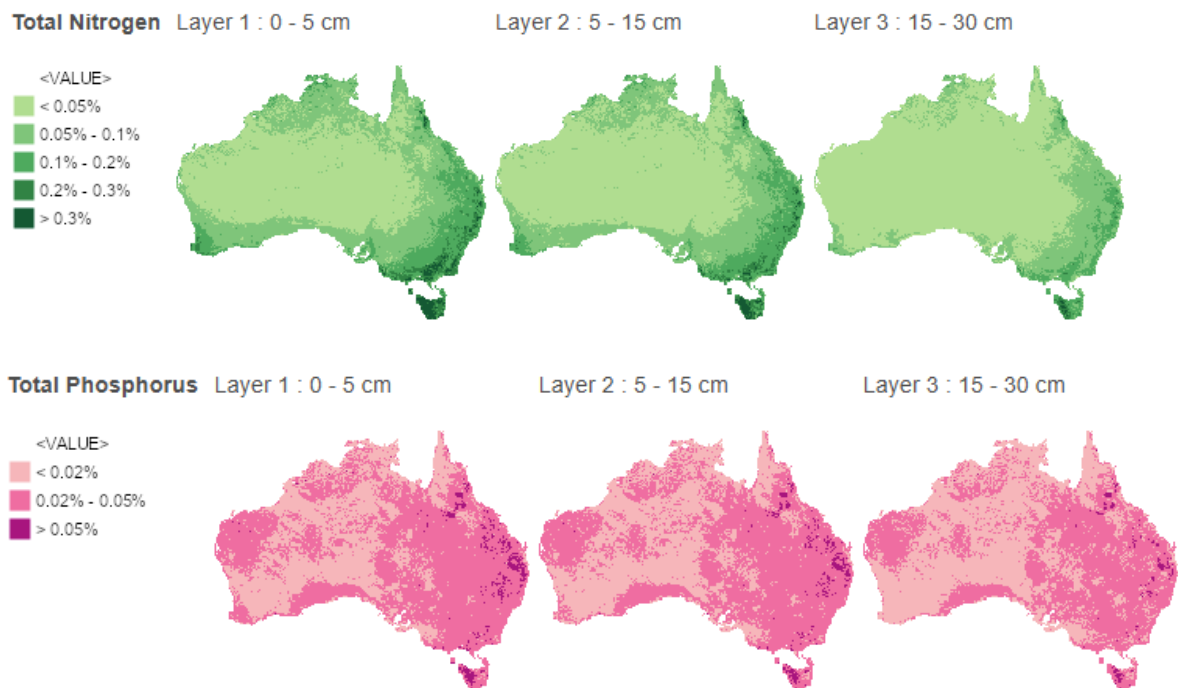 Total Nitrogen Layer 1 : 0 - 5 cm Layer 2 : 5 - 15 cm Layer 3 : 15 - 30 cm
<VALUE>
< 0.05%
0.05% - 0.1%
0.1% - 0.2%
0.2% - 0.3%
> 0.3%
Total Phosphorus Layer 1 : 0 - 5 cm Layer 2 : 5 - 15 cm Layer 3 : 15 - 30 cm
<VALUE>
< 0.02%
0.02% - 0.05%
> 0.05%